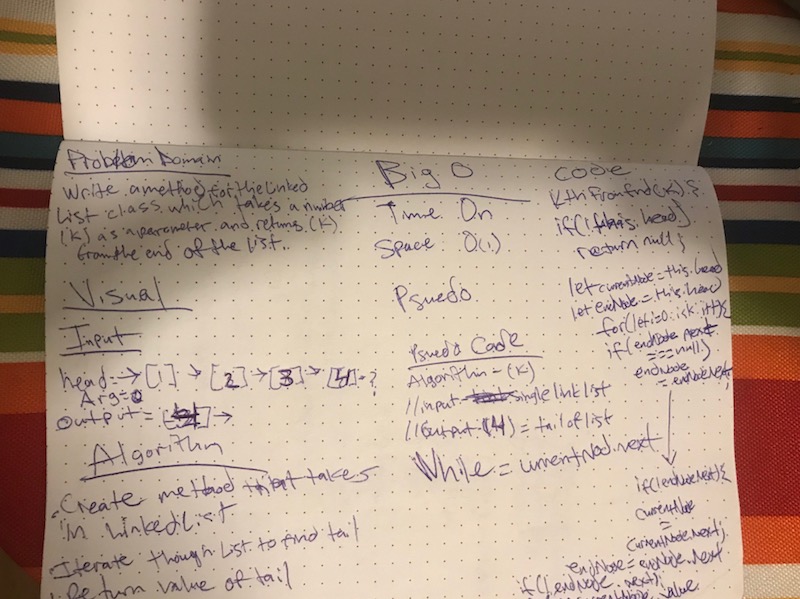 Problem Domain
Write a method for the Linked
List class which takes a number
(k) as a parameter and returns (k)
from the end of the list.
Visual
Input
head → [1] → [2] → [3] → [4] →
Arg = 0
output = [4] →
Algorithm
- Create method that takes
in Linked List
- Iterate though List to find tail
- Return value of tail
Big O
Time On
Space: O(1)
Psuedo
Psuedo Code
Algorithm - (K)
//input - single link list
//Output (4) = tail of list
While = currentNod.next
Code
KthFromEnd(k) {
if(!this.head)
return null}
let currentNode = this.head
let endNode = this.head
for(let i=0; i<k; i++){
if(endNode.next
===null)
endNode
= endNode.next;
if(!endNode.next){
currentNode
=
currentNode.next;
endNode = endNode.next
if(!endNode.next);
value